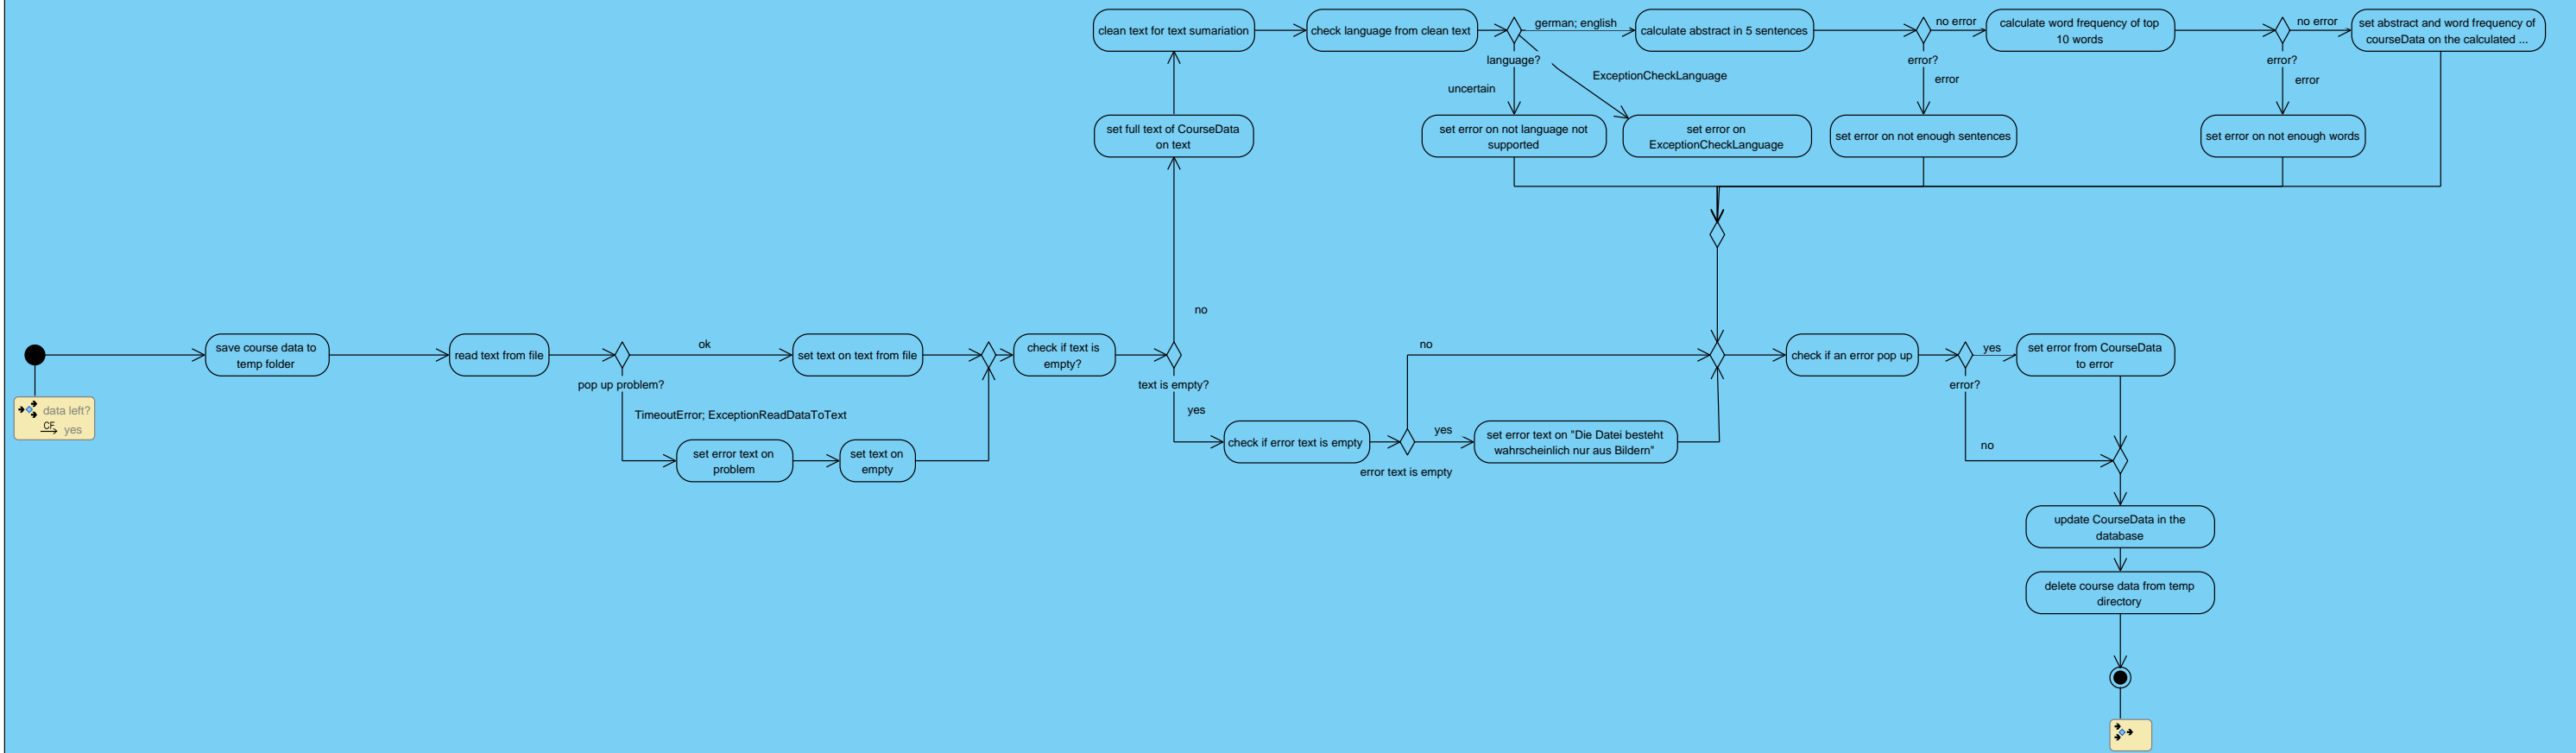 clean text for text sumariation
check language from clean text
german; english
calculate abstract in 5 sentences
no error
calculate word frequency of top
10 words
no error
set abstract and word frequency of
courseData on the calculated ...
language?
error?
error?
ExceptionCheckLanguage
uncertain
error
error
set full text of CourseData
on text
set error on not language not
supported
set error on
ExceptionCheckLanguage
set error on not enough sentences
set error on not enough words
no
save course data to
temp folder
read text from file
ok
set text on text from file
check if text is
empty?
no
check if an error pop up
yes
set error from CourseData
to error
pop up problem?
text is empty?
error?
data left?
CF
yes
TimeoutError; ExceptionReadDataToText
yes
check if error text is empty
yes
set error text on "Die Datei besteht
wahrscheinlich nur aus Bildern"
no
set error text on
problem
set text on
empty
error text is empty
update CourseData in the
database
delete course data from temp
directory